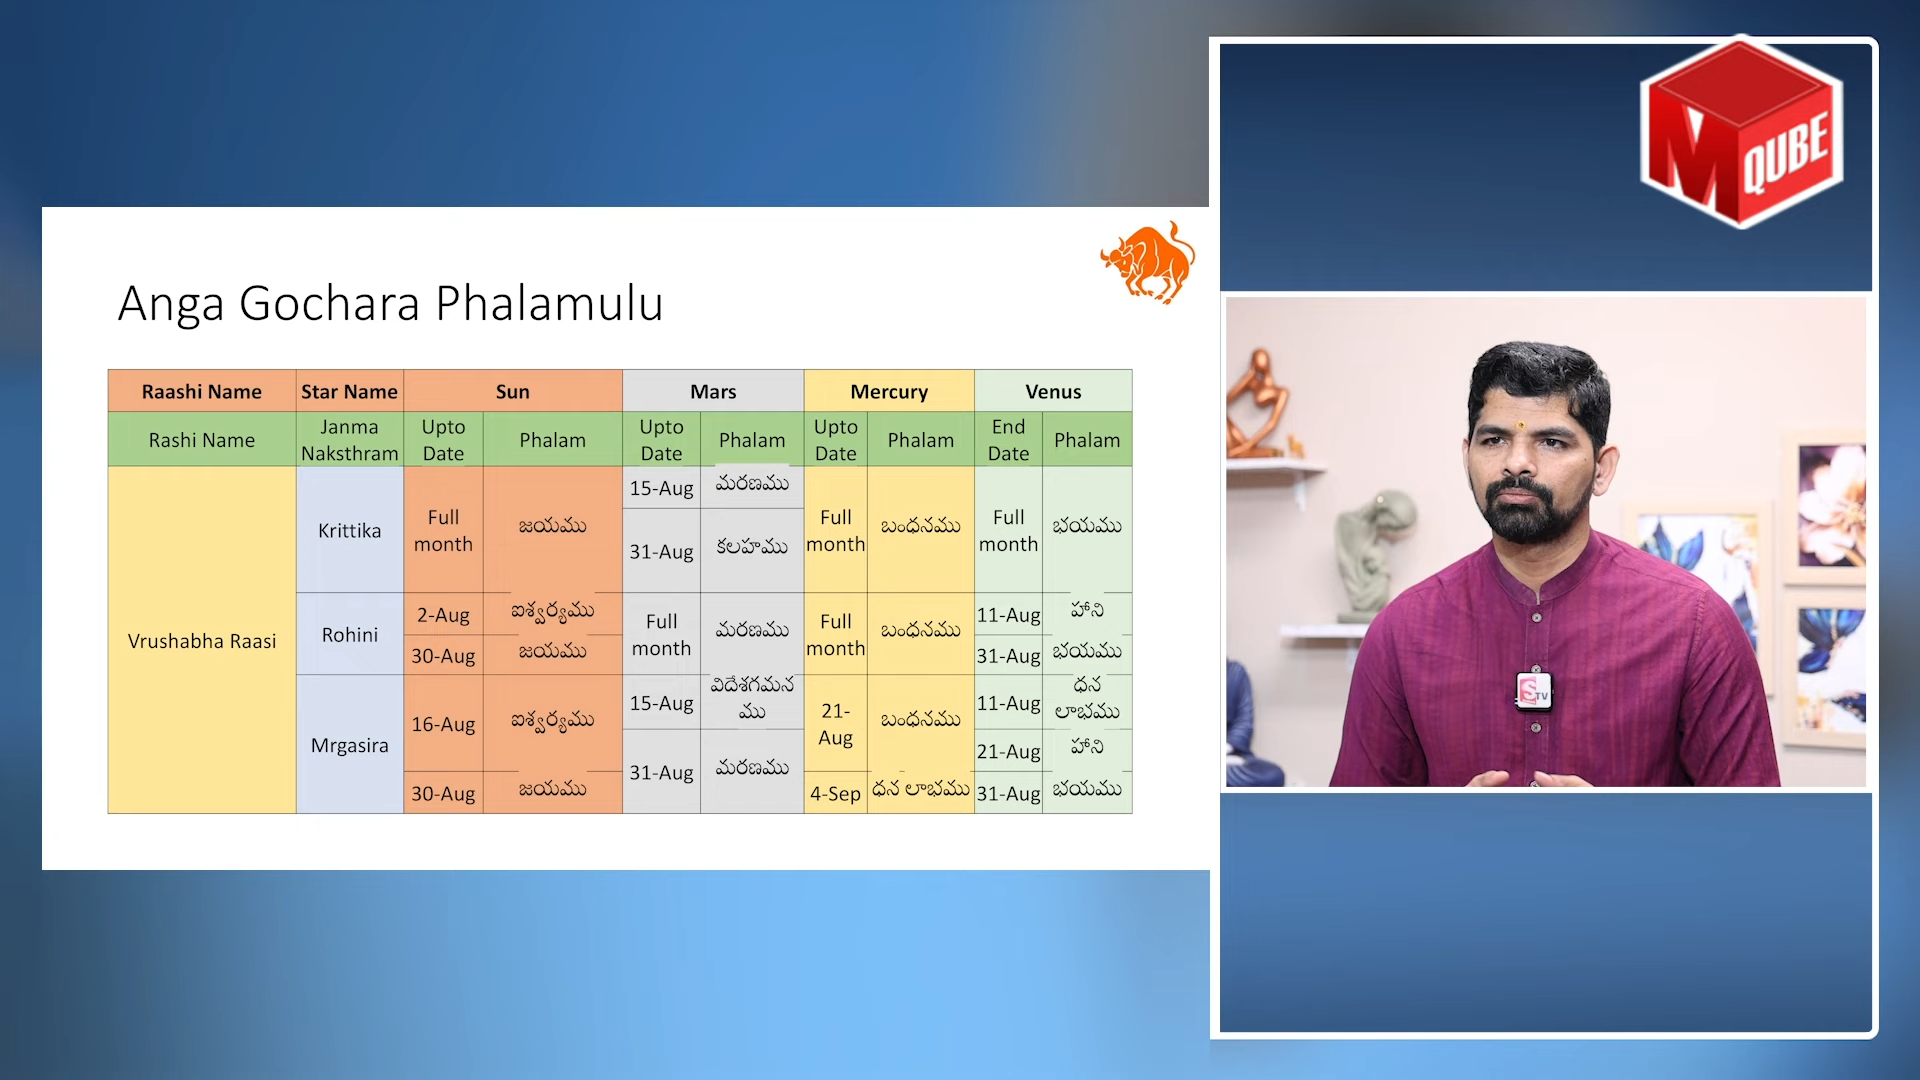 M QUBE
Anga Gochara Phalamulu
Raashi Name Star Name Sun Mars Mercury Venus
Rashi Name Janma Naksthram Upto Date Phalam Upto Date Phalam Upto Date Phalam End Date Phalam
Vrushabha Raasi
Krittika Full month జయము 15-Aug మరణము Full month బంధనము Full month భయము
31-Aug కలహము
Rohini 2-Aug ఐశ్వర్యము Full month మరణము Full month బంధనము 11-Aug హాని
30-Aug జయము 31-Aug భయము
Mrgasira 16-Aug ఐశ్వర్యము 15-Aug విదేశగమనము 21-Aug బంధనము 11-Aug ధన లాభము
31-Aug మరణము 21-Aug హాని
30-Aug జయము 4-Sep ధన లాభము 31-Aug భయము
S TV